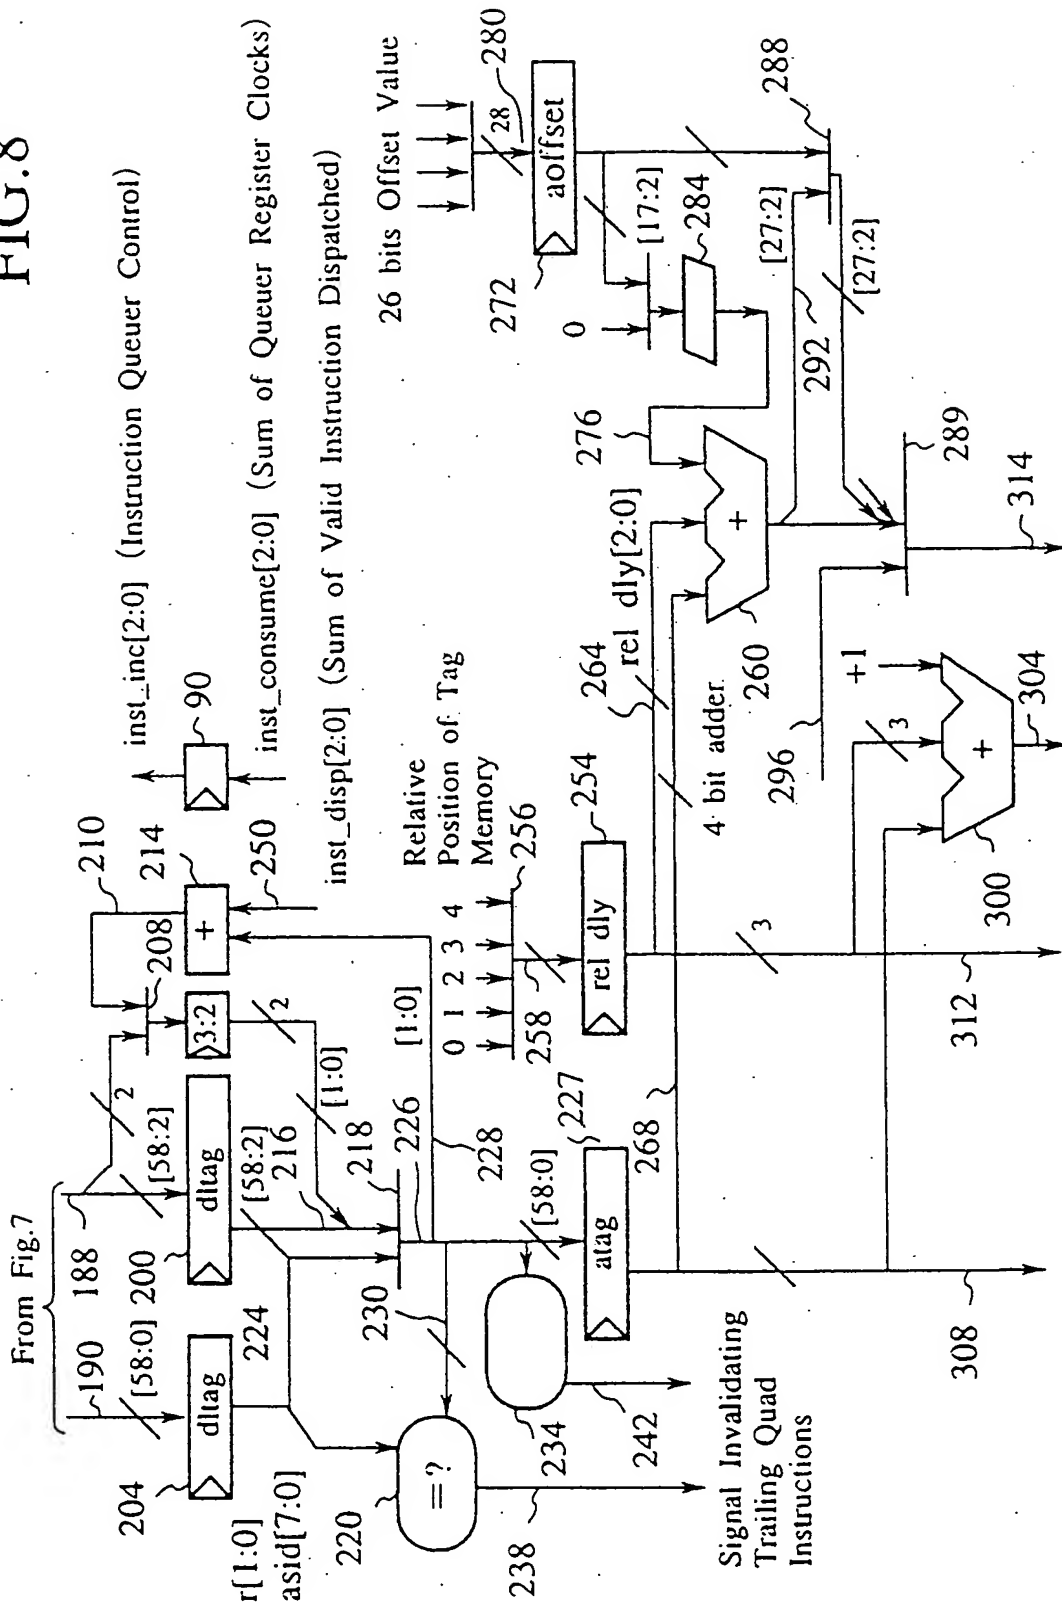 FIG.8
From Fig.7
inst_inc[2:0] (Instruction Queuer Control)
90
inst_consume[2:0] (Sum of Queuer Register Clocks)
inst_disp[2:0] (Sum of Valid Instruction Dispatched)
190
188
[58:0]
[58:2]
2
210
208
214
+
250
204
dltag
200
dltag
3:2
2
224
[58:2]
216
[1:0]
r[1:0]
asid[7:0]
218
226
[1:0]
228
230
220
=?
234
238
242
[58:0]
227
atag
Signal Invalidating
Trailing Quad
Instructions
Relative
Position of Tag
Memory
0 1 2 3 4
256
258
rel dly
254
26 bits Offset Value
28
280
272
aoffset
[17:2]
0
284
276
264
rel dly[2:0]
4 bit adder
268
+
260
[27:2]
292
288
[27:2]
296
289
314
3
3
+1
+
300
304
308
312